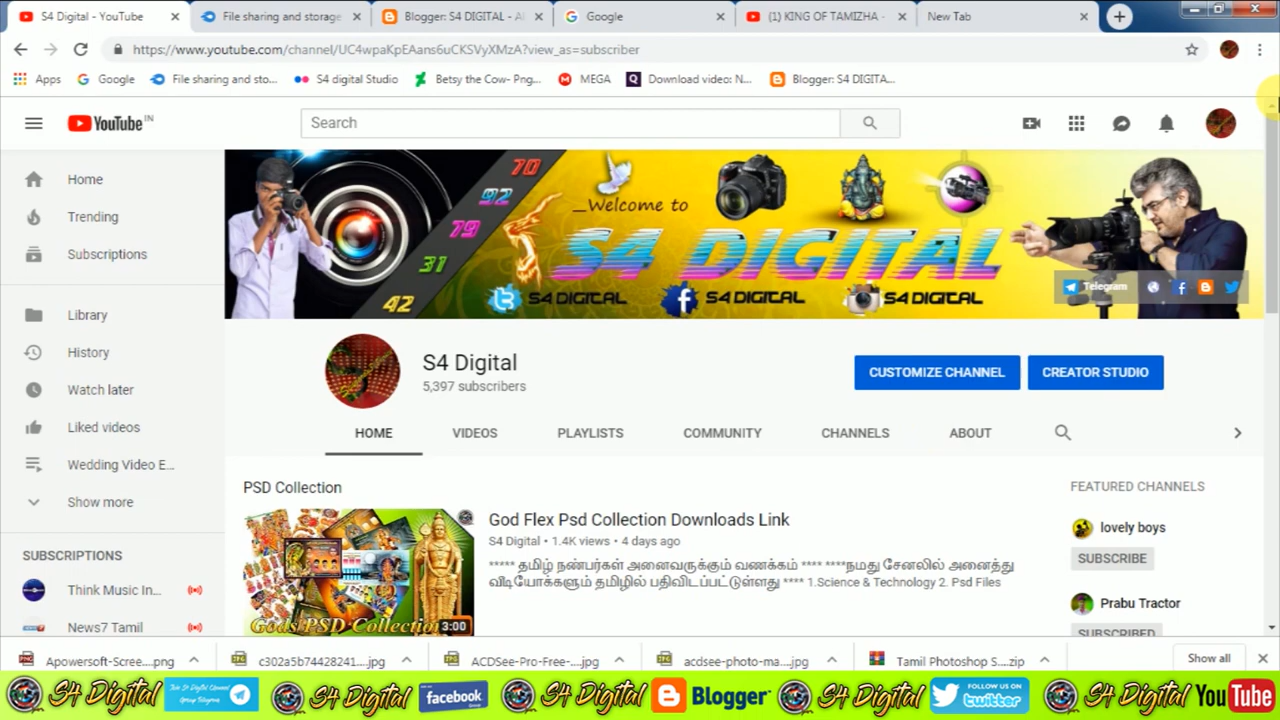 S4 Digital - YouTube
File sharing and storage
Blogger: S4 DIGITAL - Al
Google
(1) KING OF TAMIZHA -
New Tab
https://www.youtube.com/channel/UC4wpaKpEAans6uCKSVyXMzA?view_as=subscriber
Apps
Google
File sharing and sto...
S4 digital Studio
Betsy the Cow- Png...
MEGA
Download video: N...
Blogger: S4 DIGITA...
YouTube IN
Search
Home
Trending
Subscriptions
Library
History
Watch later
Liked videos
Wedding Video E...
Show more
SUBSCRIPTIONS
Think Music In...
News7 Tamil
70
92
79
31
42
_Welcome to
S4 DIGITAL
S4 DIGITAL
S4 DIGITAL
S4 DIGITAL
Telegram
S4 Digital
5,397 subscribers
CUSTOMIZE CHANNEL
CREATOR STUDIO
HOME
VIDEOS
PLAYLISTS
COMMUNITY
CHANNELS
ABOUT
PSD Collection
Gods PSD Collection
3:00
God Flex Psd Collection Downloads Link
S4 Digital • 1.4K views • 4 days ago
***** தமிழ் நண்பர்கள் அனைவருக்கும் வணக்கம் **** ****நமது சேனலில் அனைத்து
விடியோக்களும் தமிழில் பதிவிடப்பட்டுள்ளது **** 1.Science & Technology 2. Psd Files
FEATURED CHANNELS
lovely boys
SUBSCRIBE
Prabu Tractor
SUBSCRIBED
Apowersoft-Scree....png
c302a5b74428241....jpg
ACDSee-Pro-Free-....jpg
acdsee-photo-ma....jpg
Tamil Photoshop S....zip
Show all
S4 Digital
Join S4 Digital Channel
Group Telegram
S4 Digital
facebook
Group
S4 Digital
Blogger
S4 Digital
FOLLOW US ON
twitter
S4 Digital
YouTube